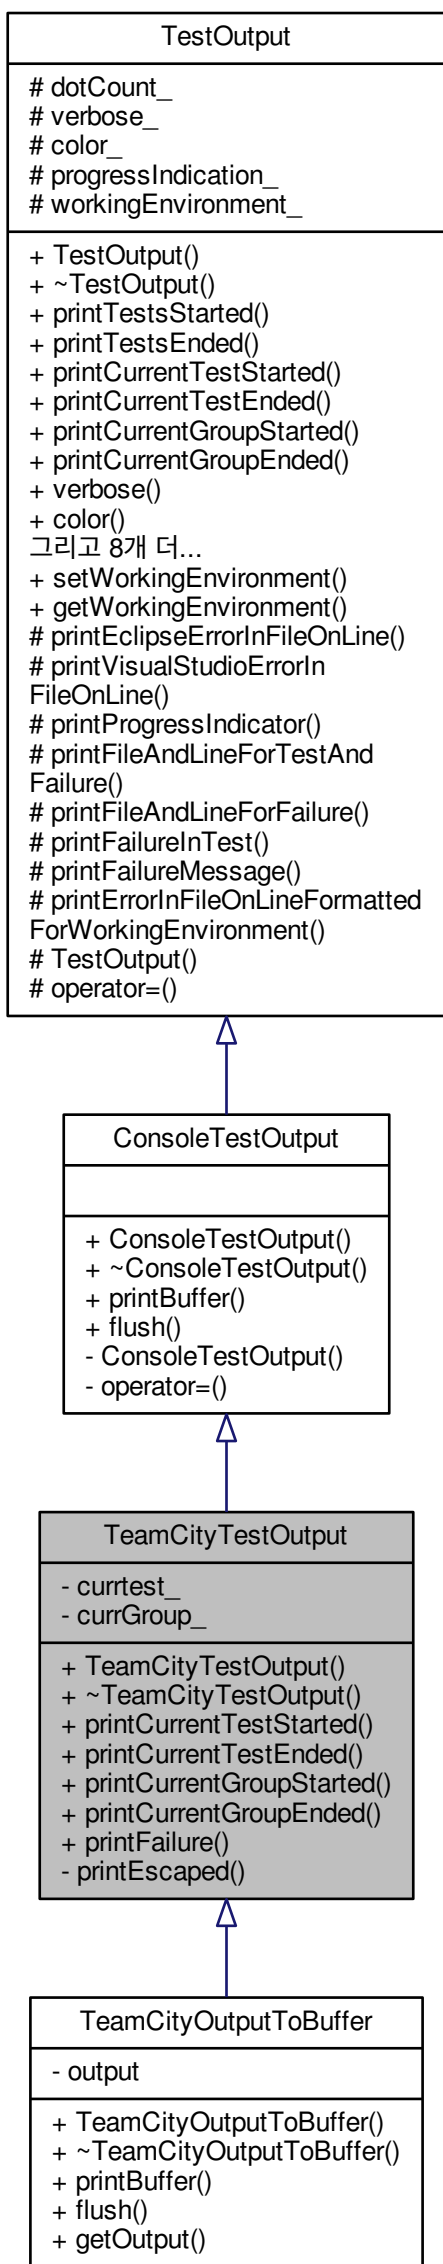 TestOutput
# dotCount_
# verbose_
# color_
# progressIndication_
# workingEnvironment_
+ TestOutput()
+ ~TestOutput()
+ printTestsStarted()
+ printTestsEnded()
+ printCurrentTestStarted()
+ printCurrentTestEnded()
+ printCurrentGroupStarted()
+ printCurrentGroupEnded()
+ verbose()
+ color()
그리고 8개 더...
+ setWorkingEnvironment()
+ getWorkingEnvironment()
# printEclipseErrorInFileOnLine()
# printVisualStudioErrorIn
FileOnLine()
# printProgressIndicator()
# printFileAndLineForTestAnd
Failure()
# printFileAndLineForFailure()
# printFailureInTest()
# printFailureMessage()
# printErrorInFileOnLineFormatted
ForWorkingEnvironment()
# TestOutput()
# operator=()
ConsoleTestOutput
+ ConsoleTestOutput()
+ ~ConsoleTestOutput()
+ printBuffer()
+ flush()
- ConsoleTestOutput()
- operator=()
TeamCityTestOutput
- currtest_
- currGroup_
+ TeamCityTestOutput()
+ ~TeamCityTestOutput()
+ printCurrentTestStarted()
+ printCurrentTestEnded()
+ printCurrentGroupStarted()
+ printCurrentGroupEnded()
+ printFailure()
- printEscaped()
TeamCityOutputToBuffer
- output
+ TeamCityOutputToBuffer()
+ ~TeamCityOutputToBuffer()
+ printBuffer()
+ flush()
+ getOutput()